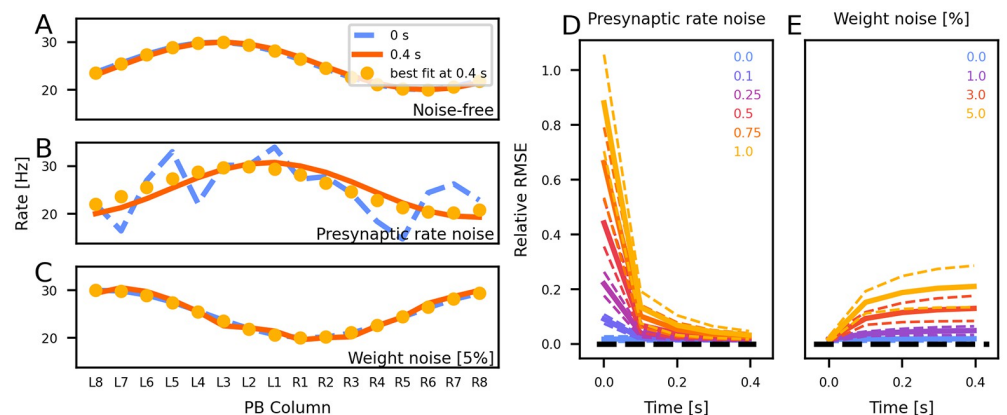 A
30
20
0 s
0.4 s
best fit at 0.4 s
Noise-free
B
30
20
Rate [Hz]
Presynaptic rate noise
C
30
20
Weight noise [5%]
L8 L7 L6 L5 L4 L3 L2 L1 R1 R2 R3 R4 R5 R6 R7 R8
PB Column
D Presynaptic rate noise
1.0
0.8
0.6
0.4
0.2
0.0
Relative RMSE
0.0
0.1
0.25
0.5
0.75
1.0
0.0 0.2 0.4
Time [s]
E Weight noise [%]
0.0
1.0
3.0
5.0
0.0 0.2 0.4
Time [s]